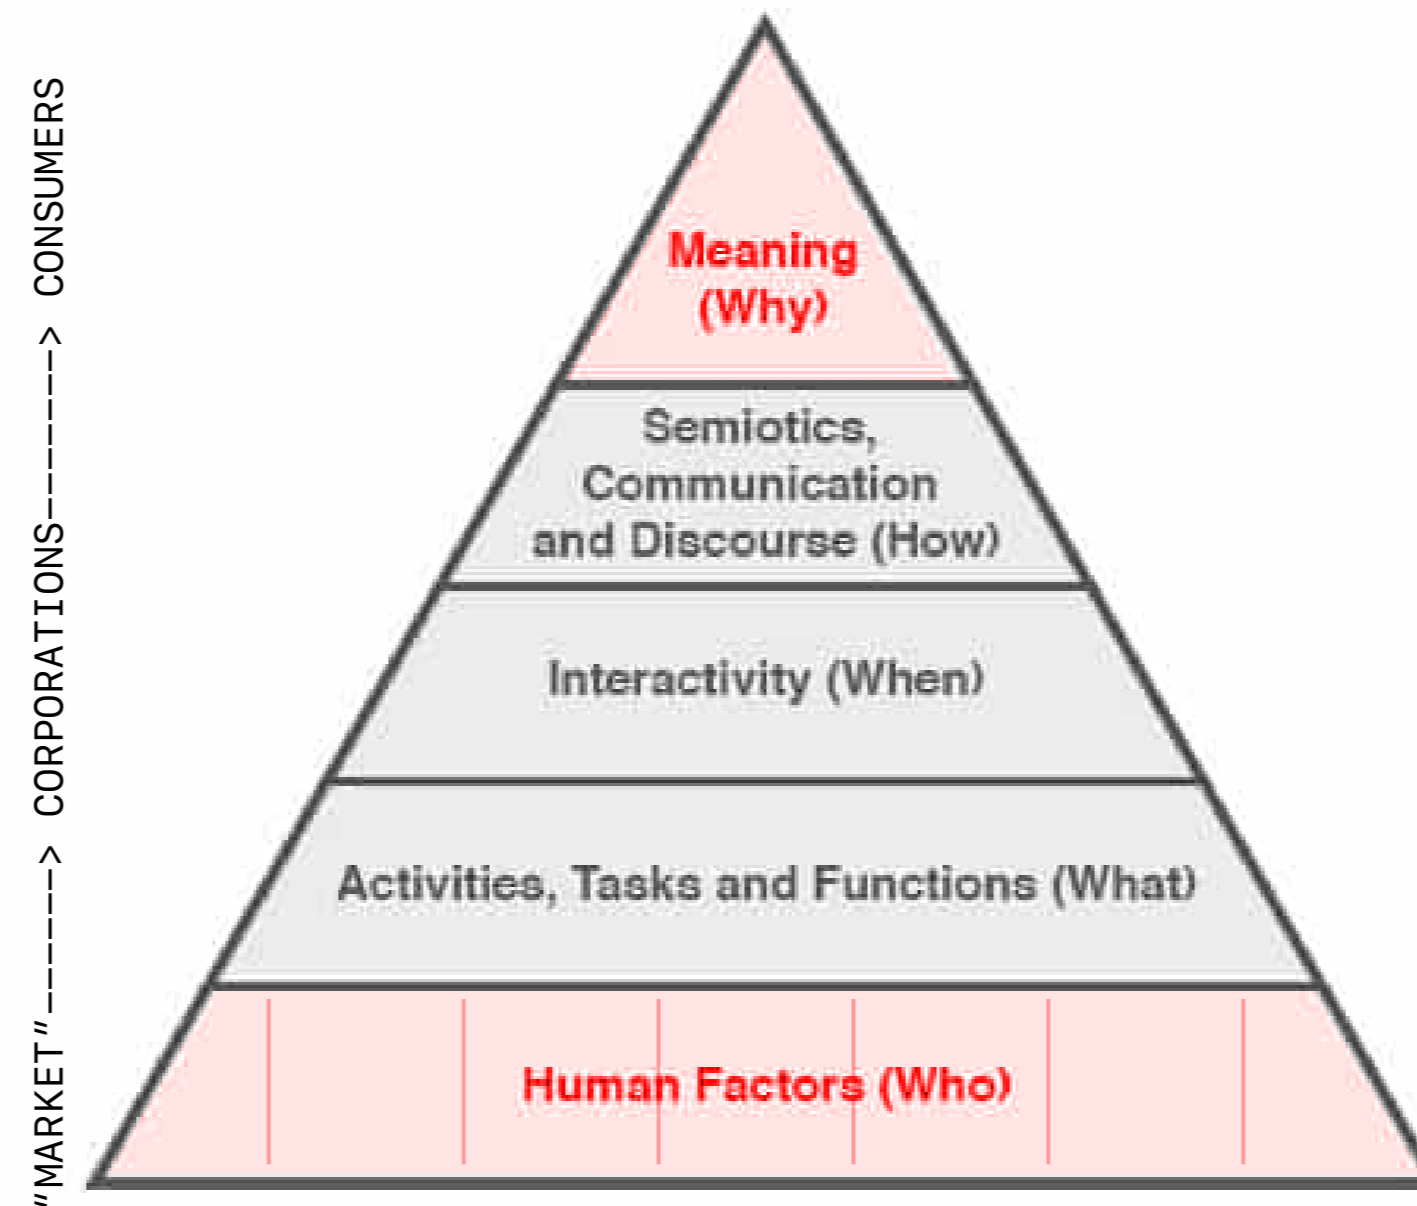 "MARKET"-------> CORPORATIONS---------> CONSUMERS
Meaning
(Why)
Semiotics,
Communication
and Discourse (How)
Interactivity (When)
Activities, Tasks and Functions (What)
Human Factors (Who)